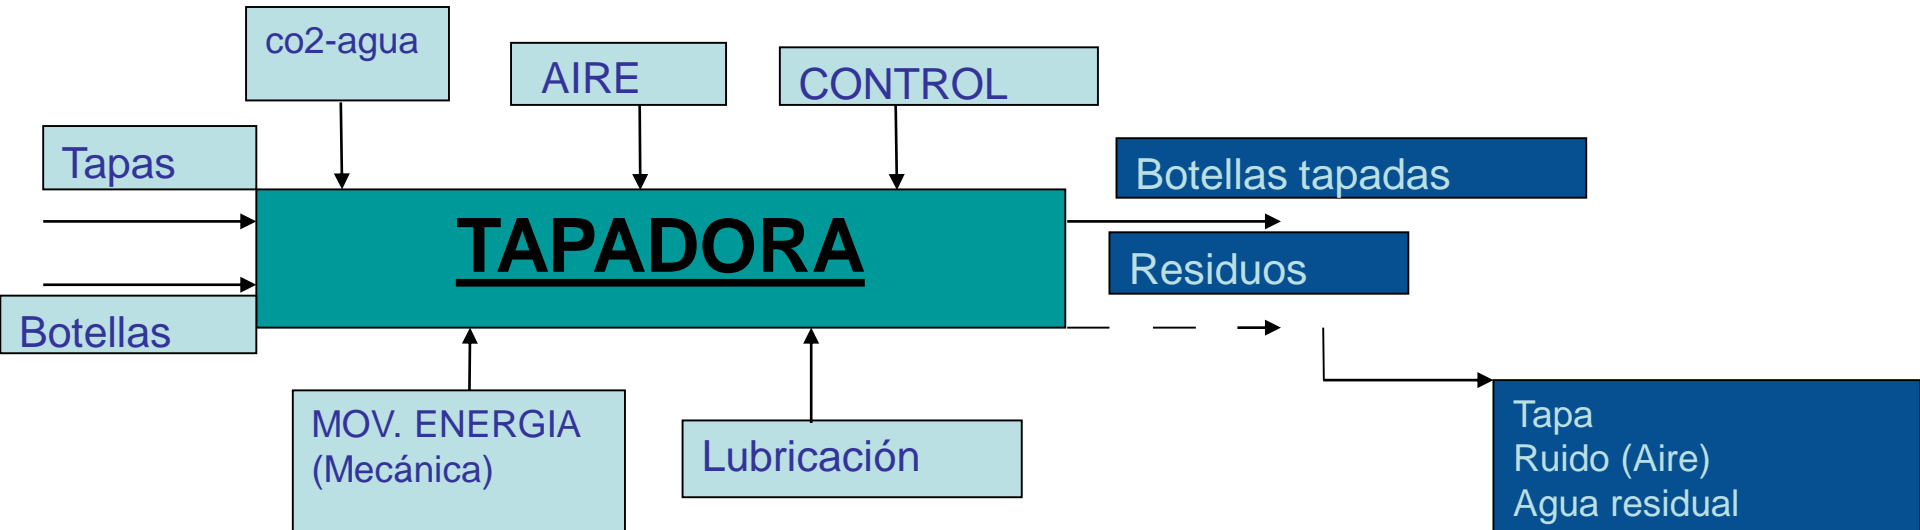 co2-agua
AIRE
CONTROL
Tapas
Botellas tapadas
TAPADORA
Residuos
Botellas
MOV. ENERGIA
(Mecánica)
Lubricación
Tapa
Ruido (Aire)
Agua residual